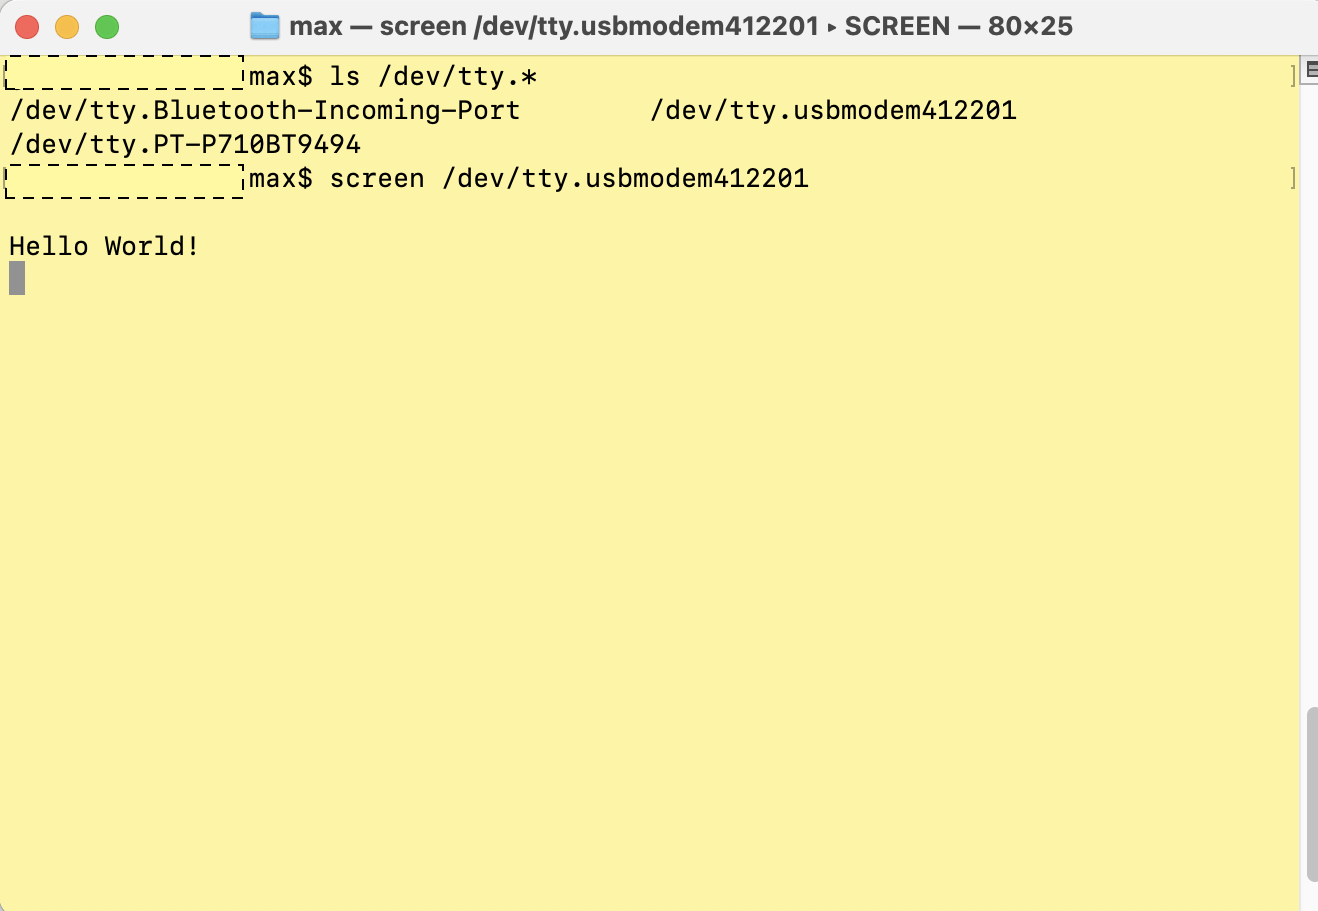 max — screen /dev/tty.usbmodem412201 ▸ SCREEN — 80×25
max$ ls /dev/tty.*
/dev/tty.Bluetooth-Incoming-Port /dev/tty.usbmodem412201
/dev/tty.PT-P710BT9494
max$ screen /dev/tty.usbmodem412201
Hello World!